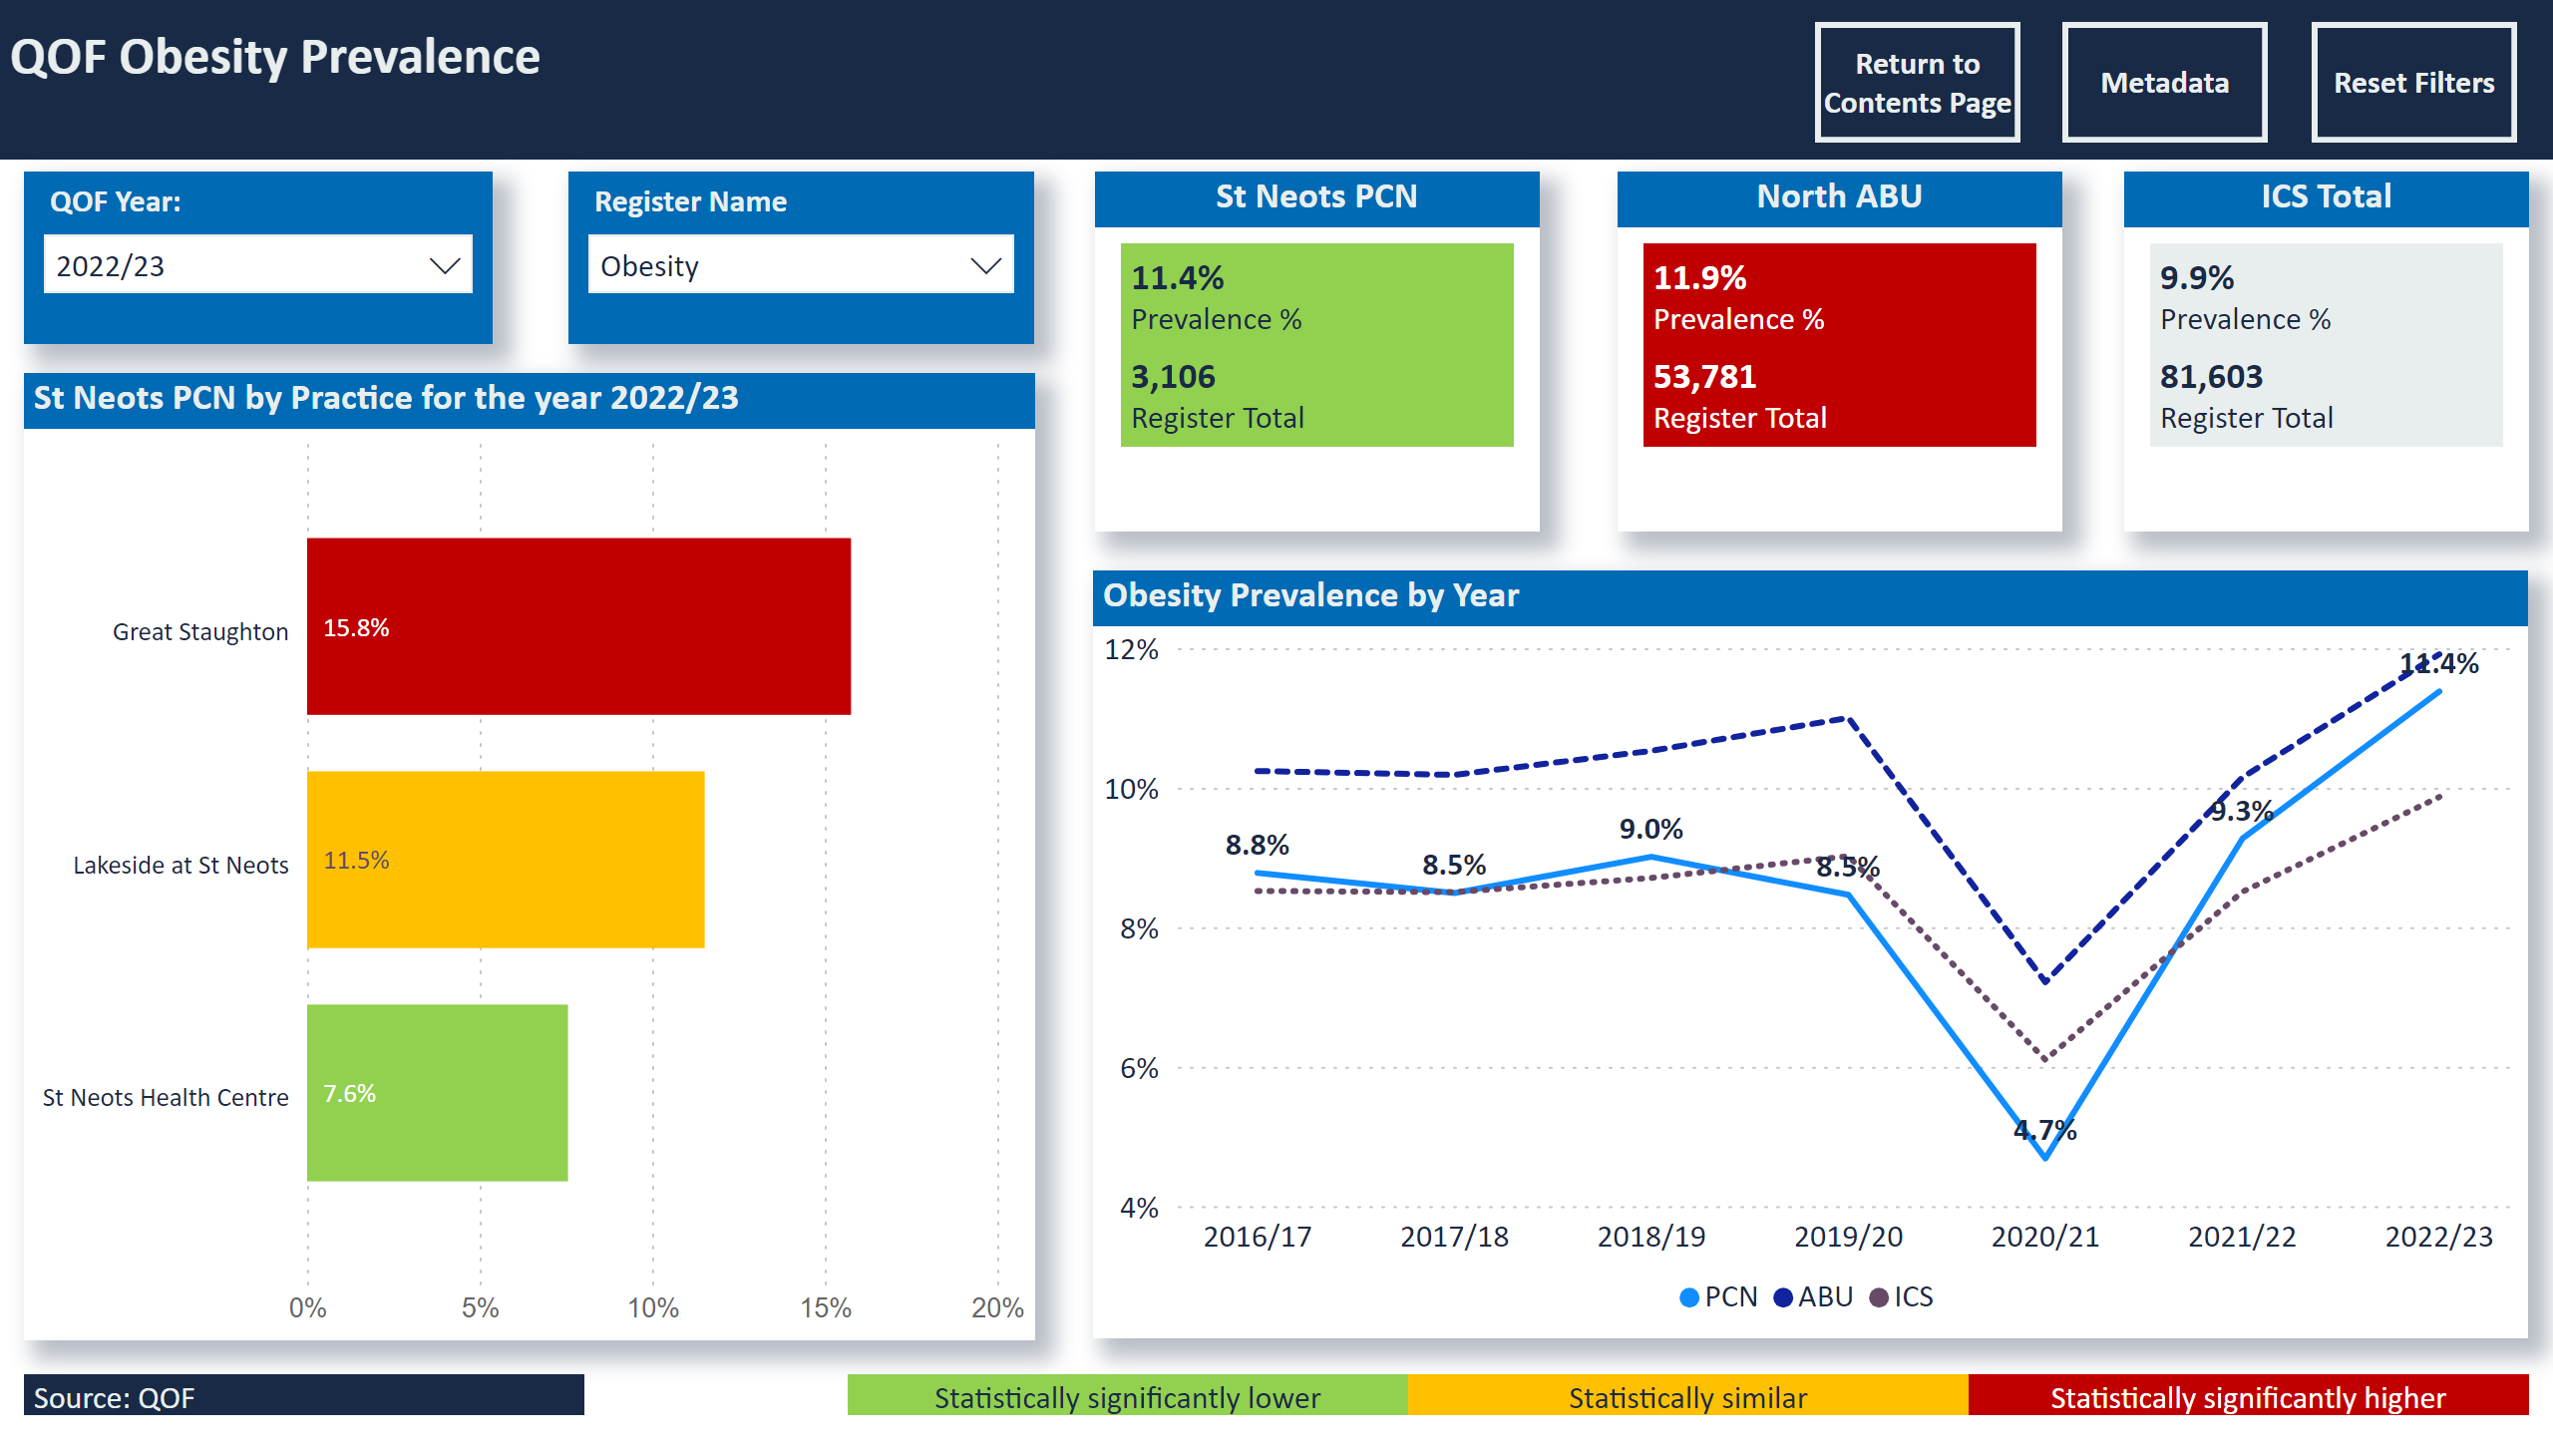 QOF Obesity Prevalence
Return to
Contents Page
Metadata
Reset Filters
QOF Year:
2022/23
Register Name
Obesity
St Neots PCN
11.4%
Prevalence %
3,106
Register Total
North ABU
11.9%
Prevalence %
53,781
Register Total
ICS Total
9.9%
Prevalence %
81,603
Register Total
St Neots PCN by Practice for the year 2022/23
Great Staughton
15.8%
Lakeside at St Neots
11.5%
St Neots Health Centre
7.6%
0% 5% 10% 15% 20%
Obesity Prevalence by Year
12%
10%
8%
6%
4%
8.8%
8.5%
9.0%
8.5%
4.7%
9.3%
11.4%
2016/17 2017/18 2018/19 2019/20 2020/21 2021/22 2022/23
PCN ABU ICS
Source: QOF
Statistically significantly lower
Statistically similar
Statistically significantly higher